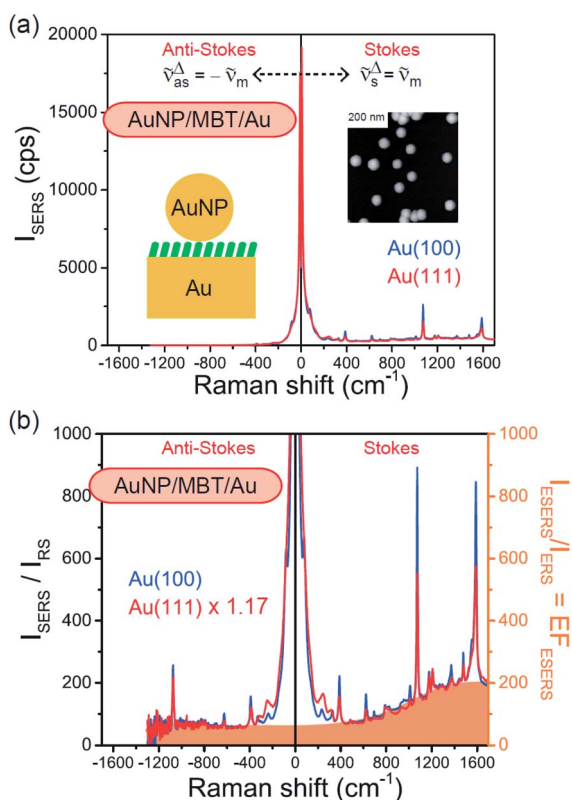 (a)
20000
15000
10000
5000
0
I_SERS (cps)
Anti-Stokes
Stokes
ṽ^Δ_as = − ṽ_m
ṽ^Δ_s = ṽ_m
AuNP/MBT/Au
200 nm
AuNP
Au
Au(100)
Au(111)
-1600 -1200 -800 -400 0 400 800 1200 1600
Raman shift (cm⁻¹)
(b)
1000
800
600
400
200
0
I_SERS / I_RS
Anti-Stokes
Stokes
AuNP/MBT/Au
Au(100)
Au(111) x 1.17
1000
800
600
400
200
0
I_ESERS/I_ERS = EF_ESERS
-1600 -1200 -800 -400 0 400 800 1200 1600
Raman shift (cm⁻¹)